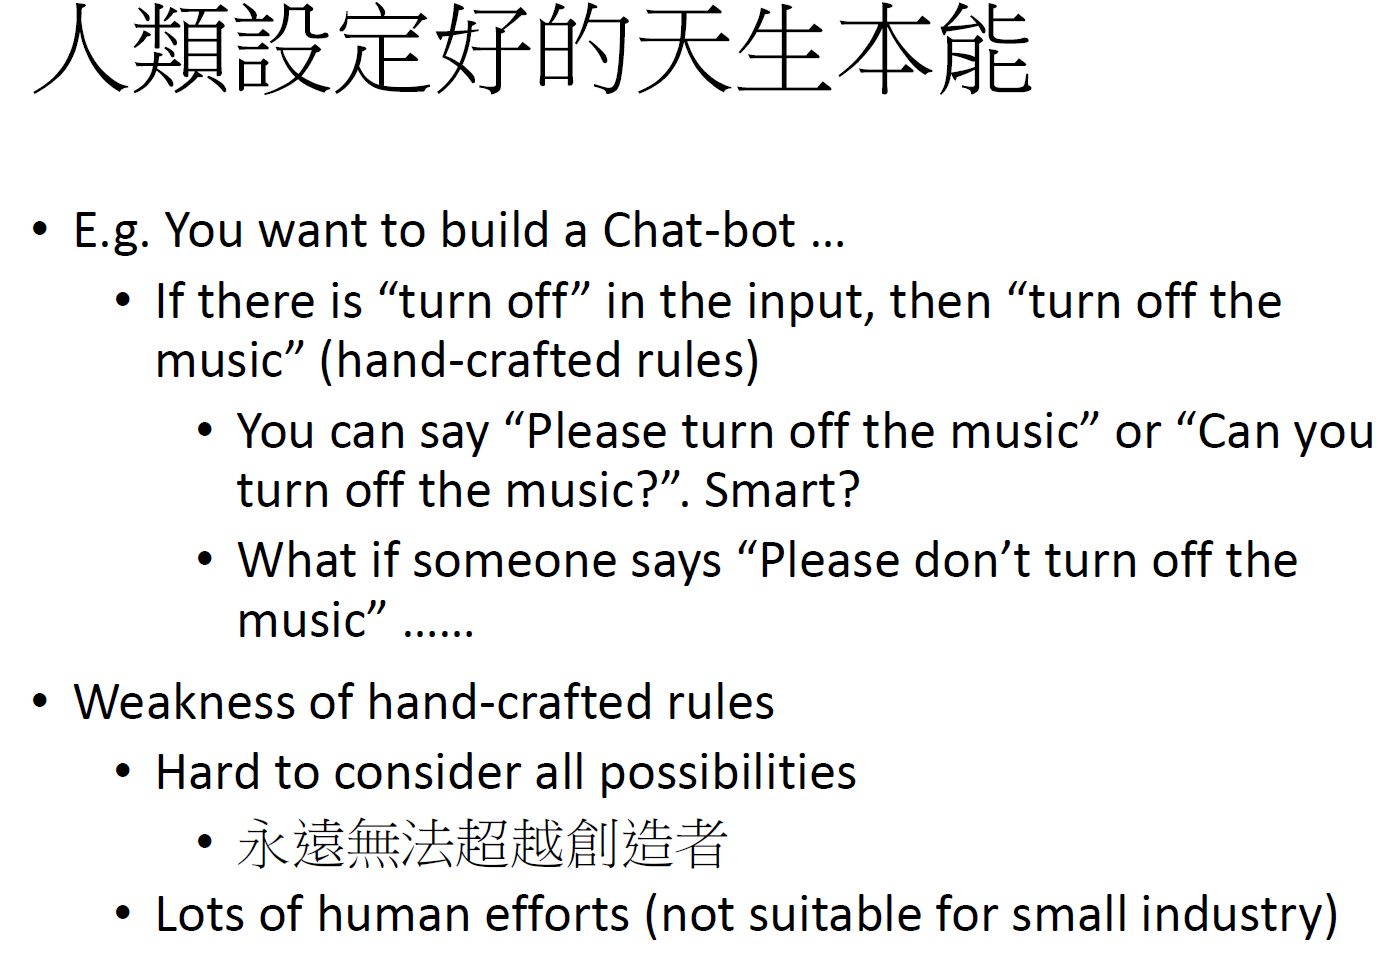 人類設定好的天生本能
• E.g. You want to build a Chat-bot …
• If there is “turn off” in the input, then “turn off the
music” (hand-crafted rules)
• You can say “Please turn off the music” or “Can you
turn off the music?”. Smart?
• What if someone says “Please don’t turn off the
music” ……
• Weakness of hand-crafted rules
• Hard to consider all possibilities
• 永遠無法超越創造者
• Lots of human efforts (not suitable for small industry)